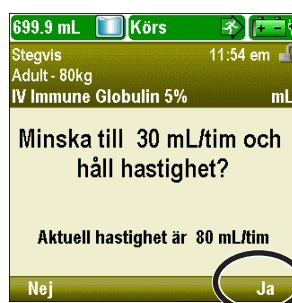 699.9 mL Körs
Stegvis 11:54 em
Adult - 80kg
IV Immune Globulin 5% mL
Minska till 30 mL/tim och
håll hastighet?
Aktuell hastighet är 80 mL/tim
Nej Ja